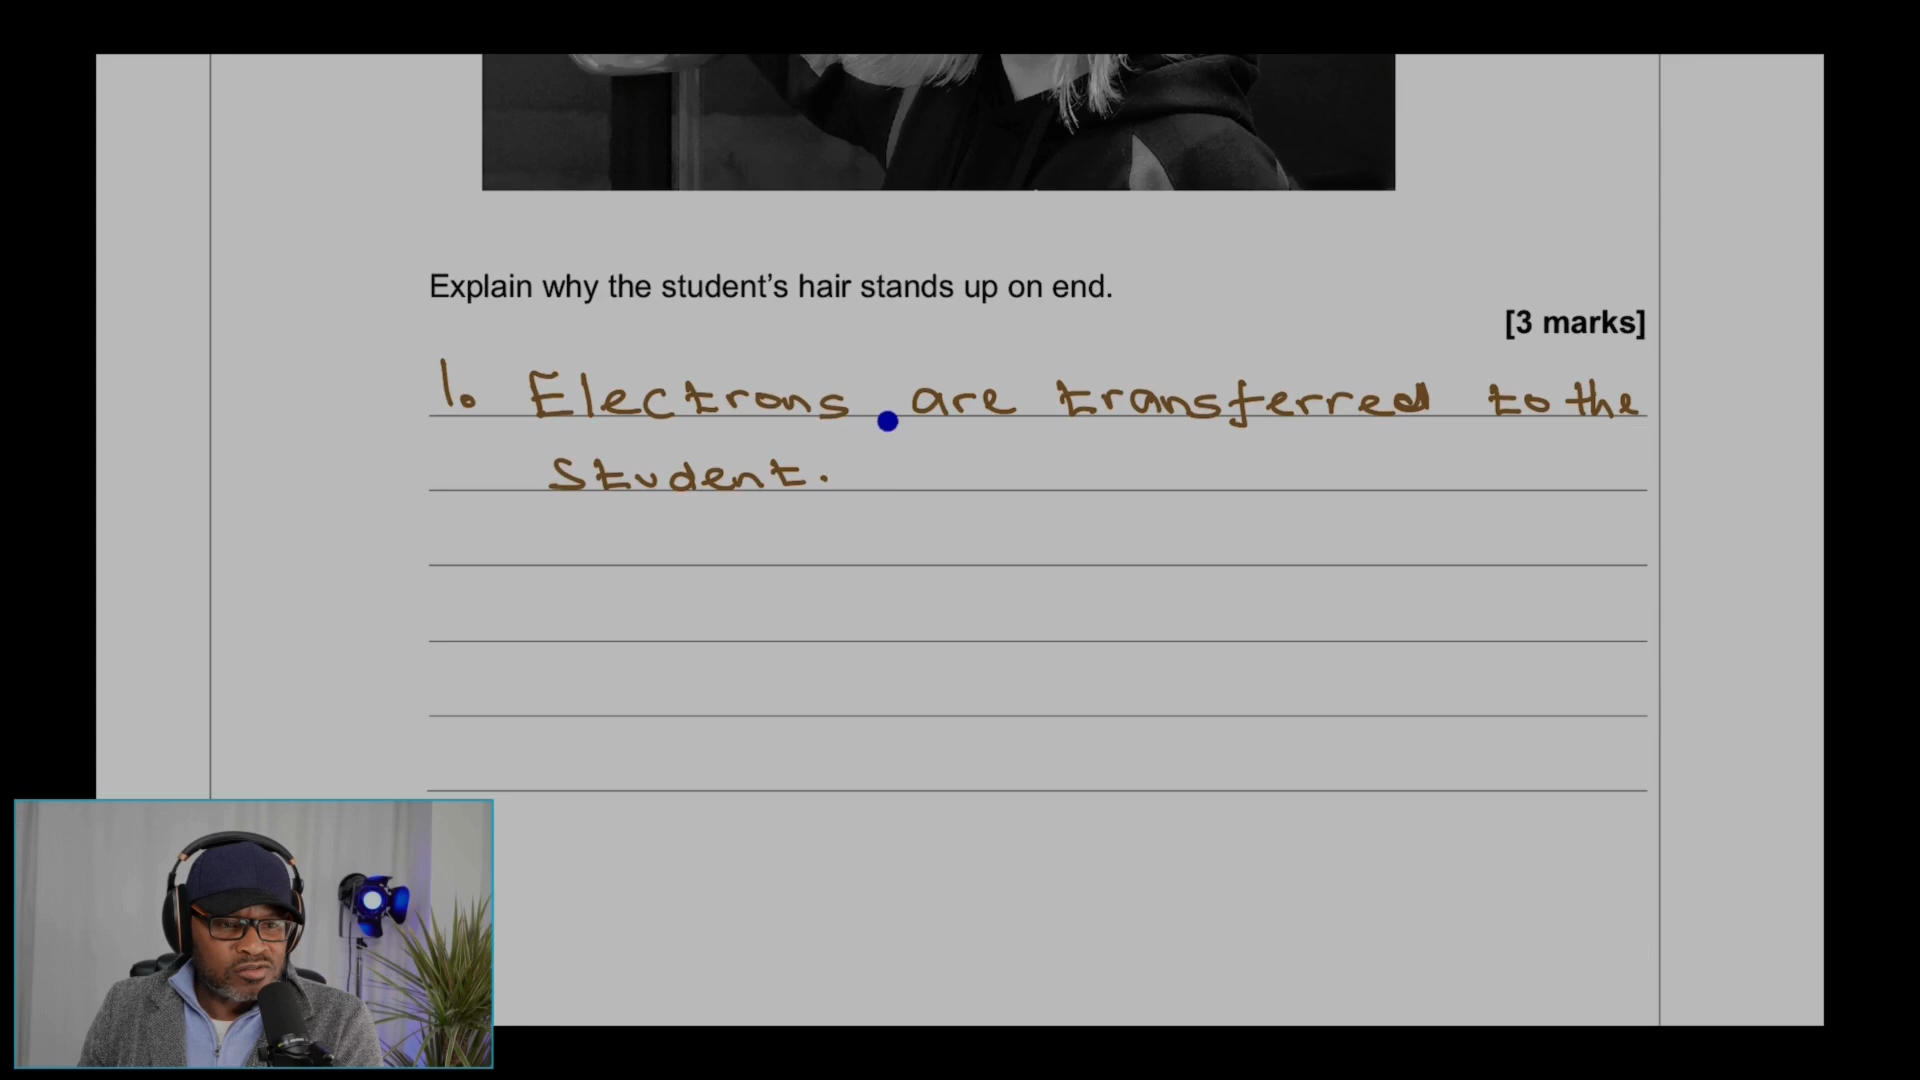 Explain why the student’s hair stands up on end.
[3 marks]
1. Electrons are transferred to the
student.